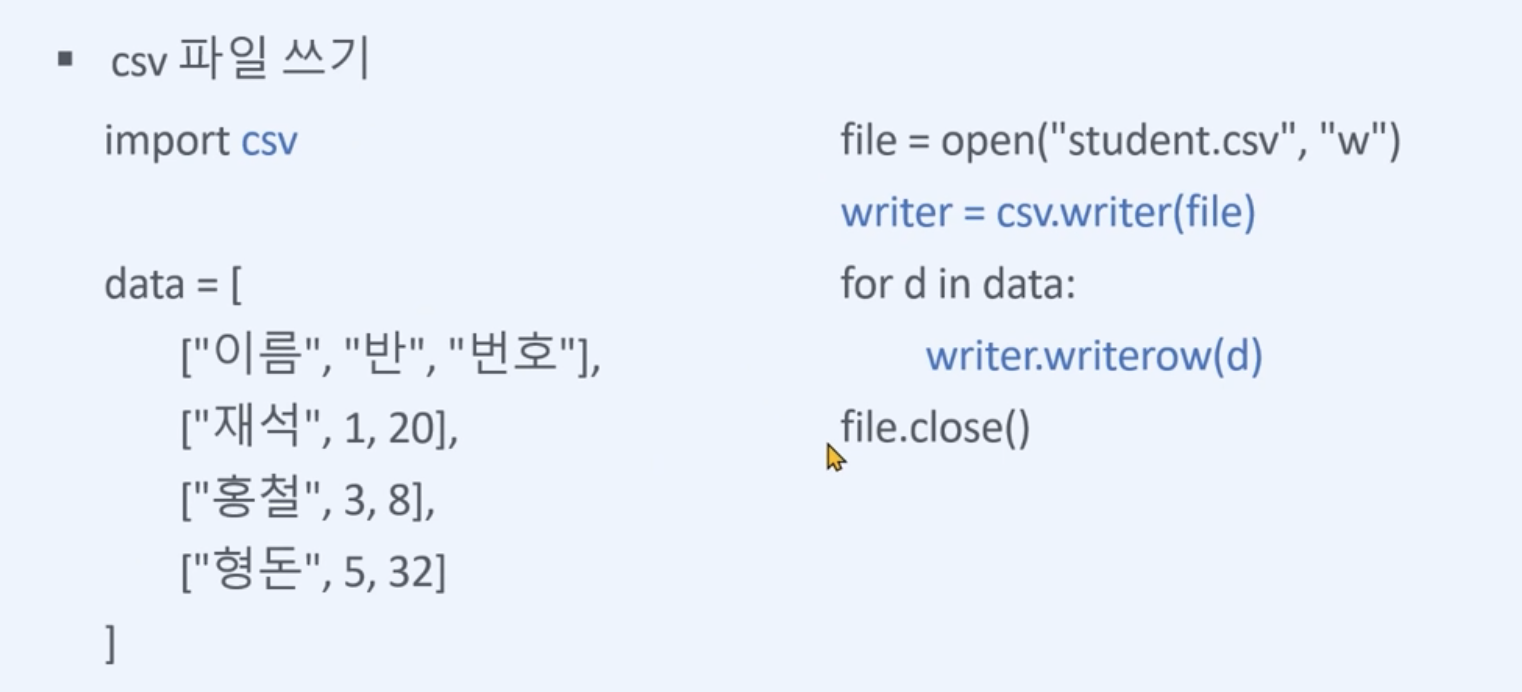 ▪ csv 파일 쓰기
import csv
data = [
["이름", "반", "번호"],
["재석", 1, 20],
["홍철", 3, 8],
["형돈", 5, 32]
]
file = open("student.csv", "w")
writer = csv.writer(file)
for d in data:
writer.writerow(d)
file.close()